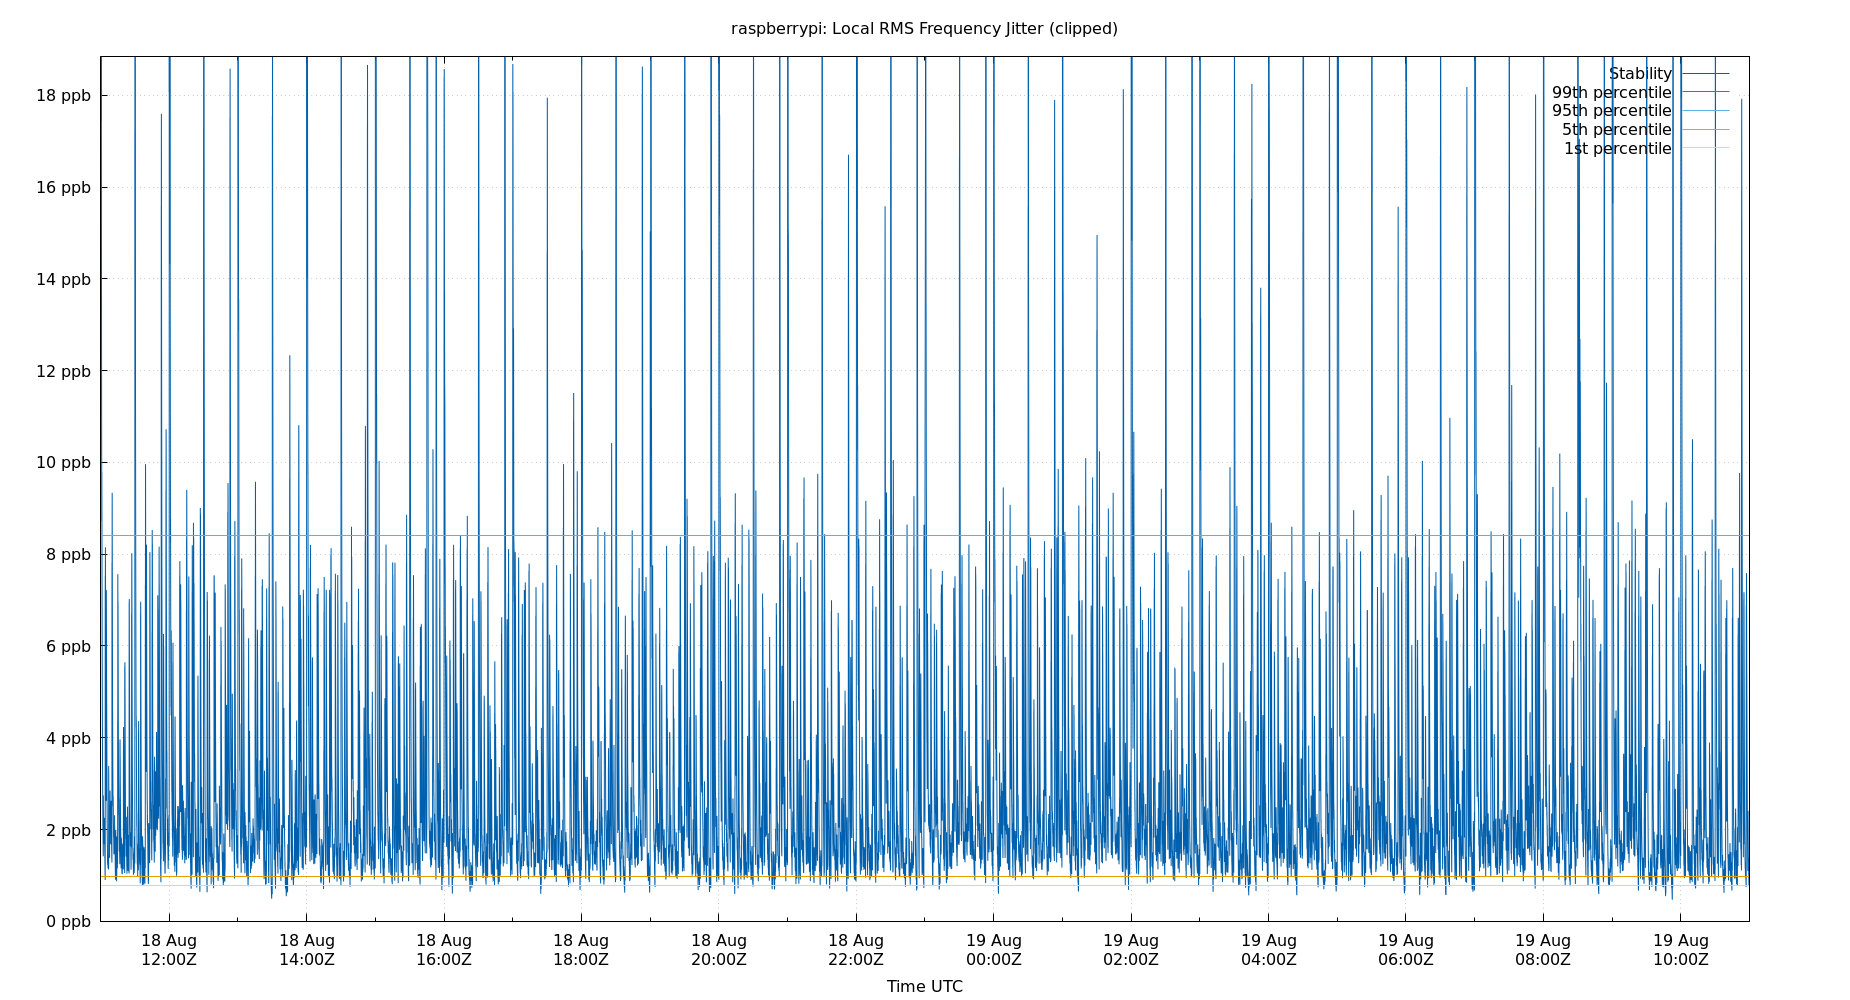 raspberrypi: Local RMS Frequency Jitter (clipped)
Stability
99th percentile
95th percentile
5th percentile
1st percentile
18 ppb
16 ppb
14 ppb
12 ppb
10 ppb
8 ppb
6 ppb
4 ppb
2 ppb
0 ppb
18 Aug 18 Aug 18 Aug 18 Aug 18 Aug 18 Aug 19 Aug 19 Aug 19 Aug 19 Aug 19 Aug 19 Aug
12:00Z 14:00Z 16:00Z 18:00Z 20:00Z 22:00Z 00:00Z 02:00Z 04:00Z 06:00Z 08:00Z 10:00Z
Time UTC